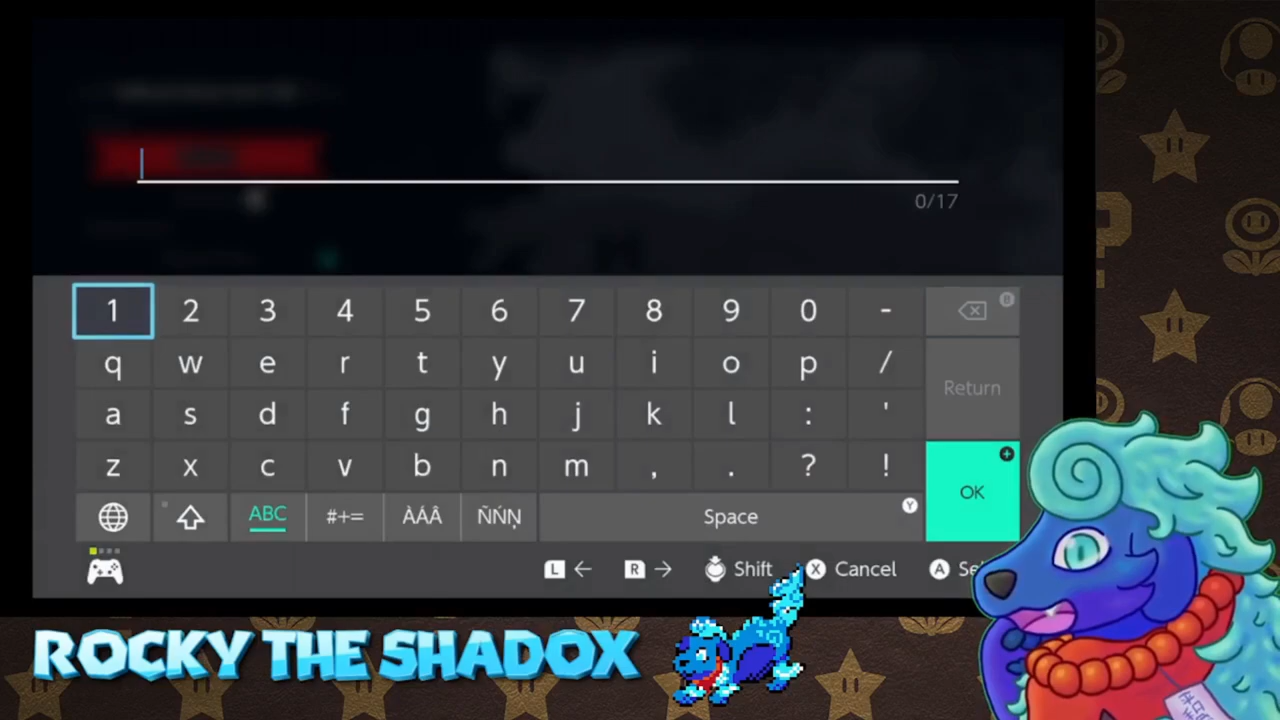 0/17
1 2 3 4 5 6 7 8 9 0 -
q w e r t y u i o p /
a s d f g h j k l : ' Return
z x c v b n m , . ? ! OK
ABC #+= ÀÁÂ ÑŃŅ Space Y
L ← R → Shift X Cancel A
ROCKY THE SHADOX